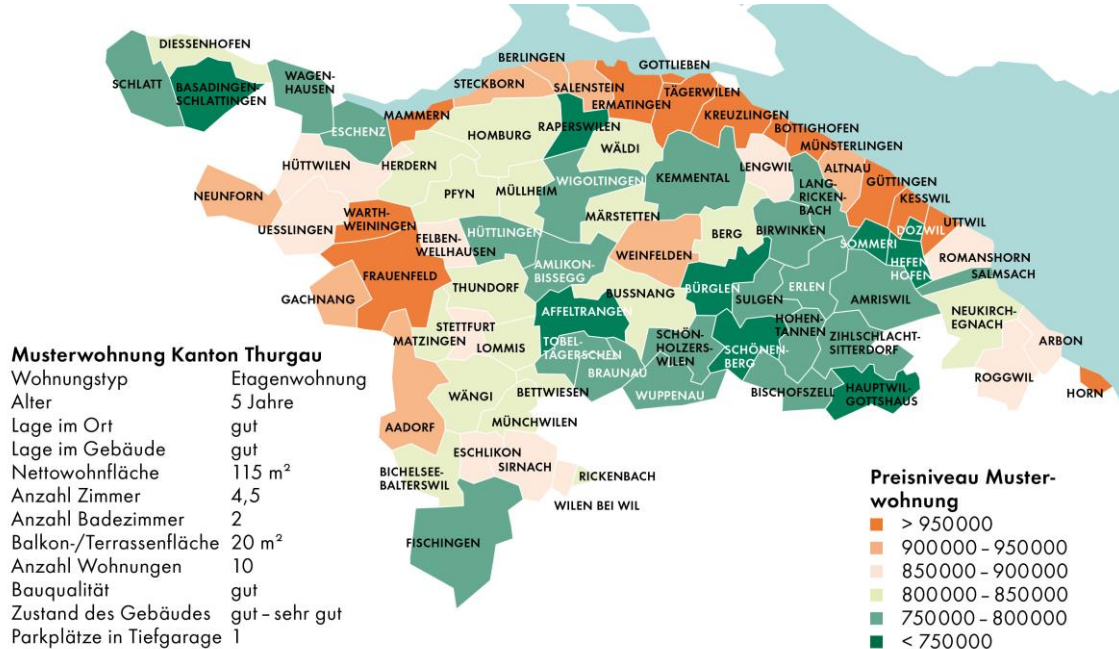 DIESSENHOFEN
SCHLATT
BASADINGEN-
SCHLATTINGEN
WAGEN-
HAUSEN
ESCHENZ
MAMMERN
STECKBORN
BERLINGEN
SALENSTEIN
GOTTLIEBEN
ERMATINGEN
TÄGERWILEN
KREUZLINGEN
BOTTIGHOFEN
MÜNSTERLINGEN
HOMBURG
RAPERSWILEN
WÄLDI
HÜTTWILEN
HERDERN
NEUNFORN
PFYN
MÜLLHEIM
WIGOLTINGEN
KEMMENTAL
LENGWIL
ALTNAU
LANG-
RICKEN-
BACH
GÜTTINGEN
KESSWIL
UTTWIL
DOZWIL
UESSLINGEN
WARTH-
WEININGEN
FELBEN-
WELLHAUSEN
HÜTTLINGEN
MÄRSTETTEN
BERG
BIRWINKEN
SOMMERI
HEFEN
HOFEN
ROMANSHORN
SALMSACH
FRAUENFELD
AMLIKON-
BISSEGG
WEINFELDEN
GACHNANG
THUNDORF
BUSSNANG
BÜRGLEN
SULGEN
ERLEN
AMRISWIL
NEUKIRCH-
EGNACH
AFFELTRANGEN
MATZINGEN
STETTFURT
LOMMIS
TOBEL-
TÄGERSCHEN
BRAUNAU
SCHÖN-
HOLZERS-
WILEN
SCHÖNEN-
BERG
HOHEN-
TANNEN
ZIHLSCHLACHT-
SITTERDORF
ARBON
ROGGWIL
HORN
WÄNGI
BETTWIESEN
WUPPENAU
BISCHOFSZELL
HAUPTWIL-
GOTTSHAUS
AADORF
MÜNCHWILEN
ESCHLIKON
SIRNACH
BICHELSEE-
BALTERSWIL
RICKENBACH
WILEN BEI WIL
FISCHINGEN
Musterwohnung Kanton Thurgau
Wohnungstyp Etagenwohnung
Alter 5 Jahre
Lage im Ort gut
Lage im Gebäude gut
Nettowohnfläche 115 m²
Anzahl Zimmer 4,5
Anzahl Badezimmer 2
Balkon-/Terrassenfläche 20 m²
Anzahl Wohnungen 10
Bauqualität gut
Zustand des Gebäudes gut – sehr gut
Parkplätze in Tiefgarage 1
Preisniveau Muster-
wohnung
> 950000
900000 – 950000
850000 – 900000
800000 – 850000
750000 – 800000
< 750000